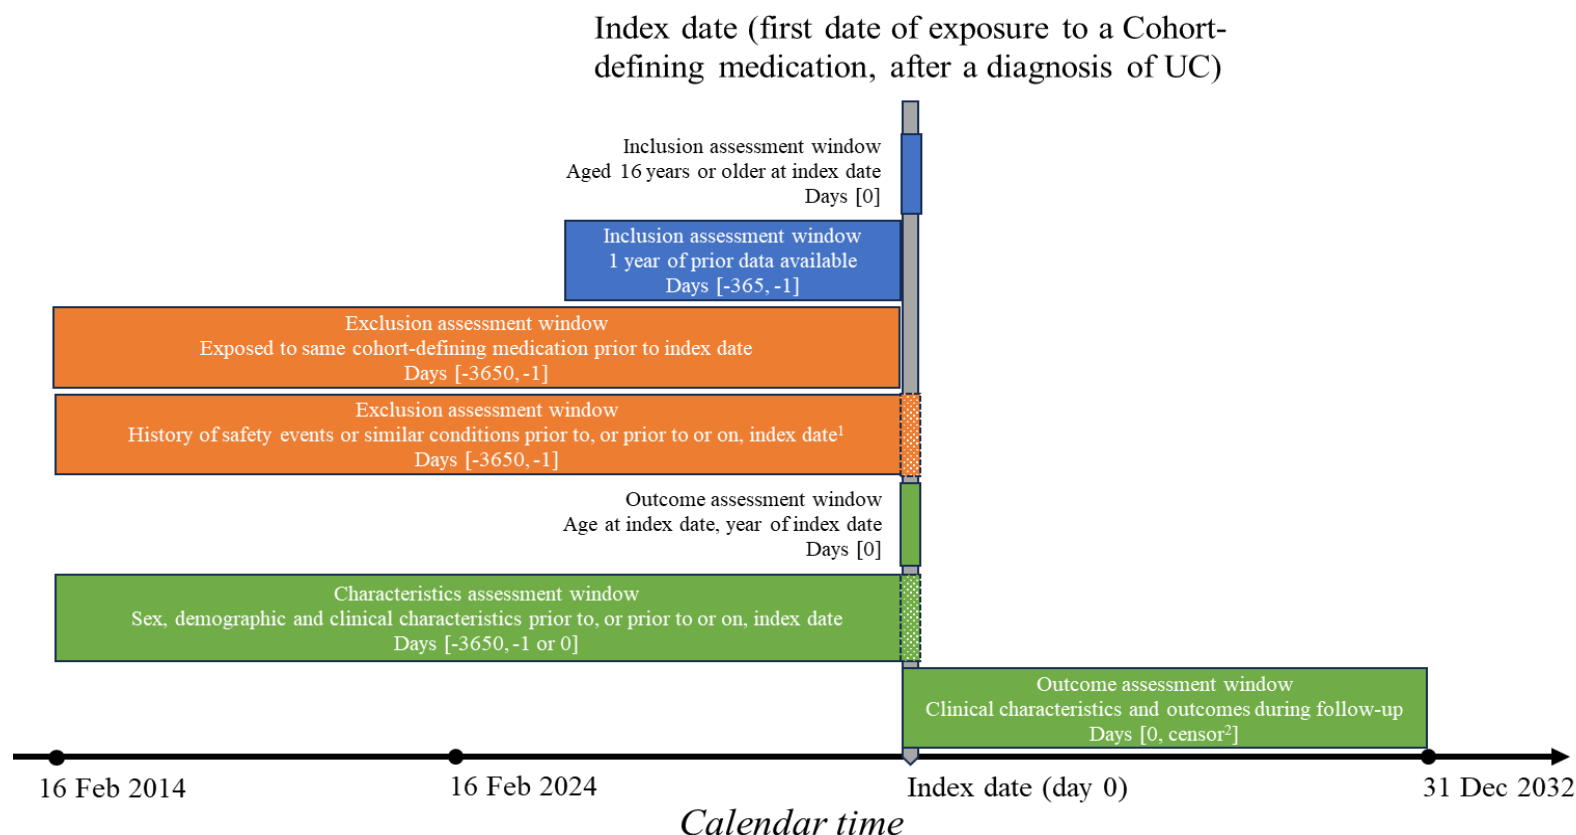 Index date (first date of exposure to a Cohort-
defining medication, after a diagnosis of UC)
Inclusion assessment window
Aged 16 years or older at index date
Days [0]
Inclusion assessment window
1 year of prior data available
Days [-365, -1]
Exclusion assessment window
Exposed to same cohort-defining medication prior to index date
Days [-3650, -1]
Exclusion assessment window
History of safety events or similar conditions prior to, or prior to or on, index date¹
Days [-3650, -1]
Outcome assessment window
Age at index date, year of index date
Days [0]
Characteristics assessment window
Sex, demographic and clinical characteristics prior to, or prior to or on, index date
Days [-3650, -1 or 0]
Outcome assessment window
Clinical characteristics and outcomes during follow-up
Days [0, censor²]
16 Feb 2014
16 Feb 2024
Index date (day 0)
31 Dec 2032
Calendar time